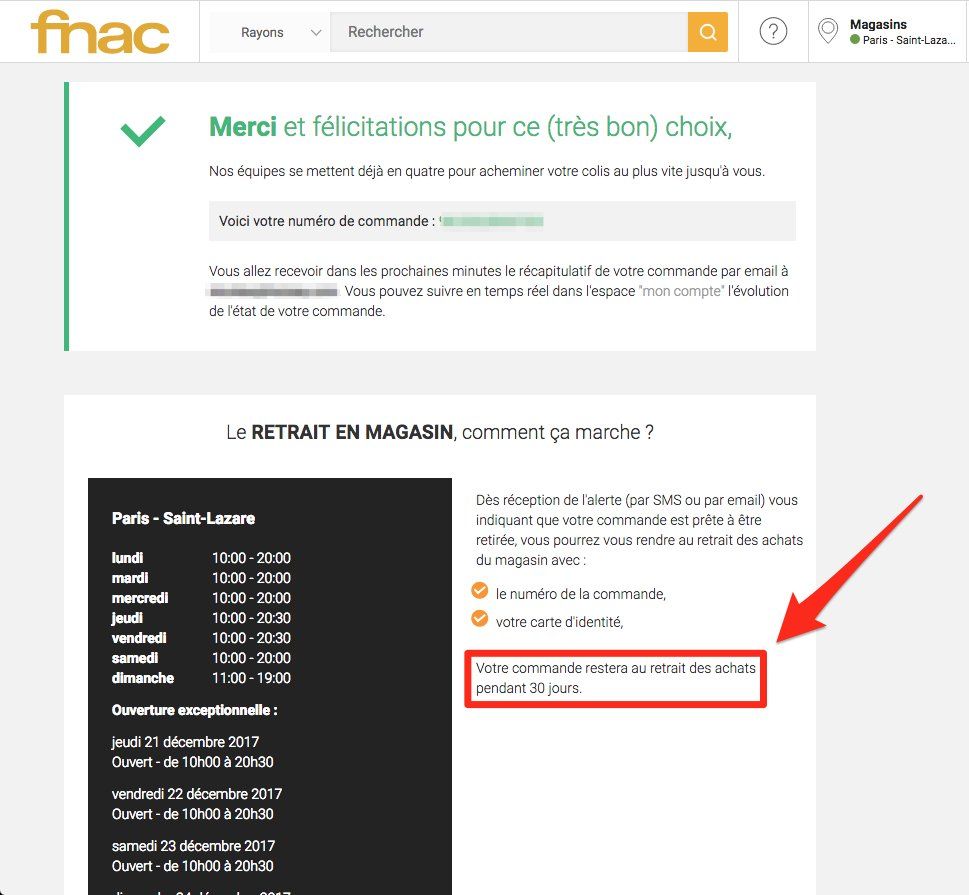 fnac
Rayons
Rechercher
?
Magasins
Paris - Saint-Laza...
Merci et félicitations pour ce (très bon) choix,
Nos équipes se mettent déjà en quatre pour acheminer votre colis au plus vite jusqu'à vous.
Voici votre numéro de commande :
Vous allez recevoir dans les prochaines minutes le récapitulatif de votre commande par email à
. Vous pouvez suivre en temps réel dans l'espace "mon compte" l'évolution
de l'état de votre commande.
Le RETRAIT EN MAGASIN, comment ça marche ?
Paris - Saint-Lazare
lundi 10:00 - 20:00
mardi 10:00 - 20:00
mercredi 10:00 - 20:00
jeudi 10:00 - 20:30
vendredi 10:00 - 20:30
samedi 10:00 - 20:00
dimanche 11:00 - 19:00
Ouverture exceptionnelle :
jeudi 21 décembre 2017
Ouvert - de 10h00 à 20h30
vendredi 22 décembre 2017
Ouvert - de 10h00 à 20h30
samedi 23 décembre 2017
Ouvert - de 10h00 à 20h30
Dès réception de l'alerte (par SMS ou par email) vous
indiquant que votre commande est prête à être
retirée, vous pourrez vous rendre au retrait des achats
du magasin avec :
le numéro de la commande,
votre carte d'identité,
Votre commande restera au retrait des achats
pendant 30 jours.